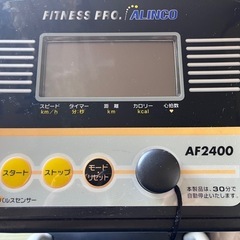 FITNESS PRO. ALINCO
スピード タイマー 距離 カロリー 心拍数
km/h 分:秒 km kcal
AF2400
スタート ストップ モード リセット
本製品は、30分で
自動停止いたします。
パルスセンサー